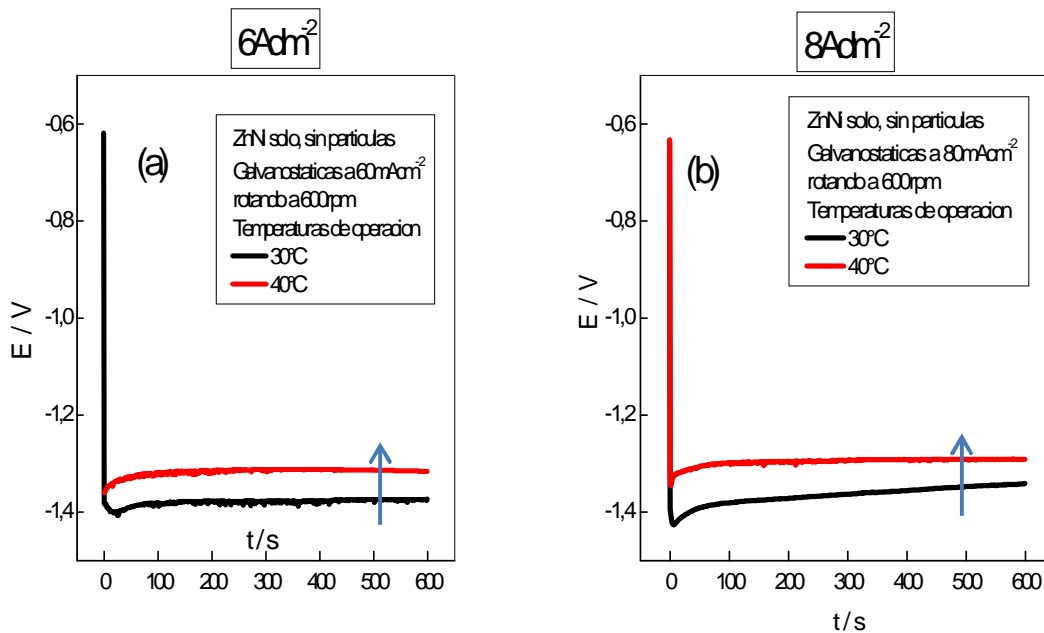 6Adm-2
(a)
ZnNi solo, sin particulas
Galvanostaticas a 60mAcm-2
rotando a 600rpm
Temperaturas de operacion
30°C
40°C
E / V
-0,6
-0,8
-1,0
-1,2
-1,4
t/s
0 100 200 300 400 500 600
8Adm-2
(b)
ZnNi solo, sin particulas
Galvanostaticas a 80mAcm-2
rotando a 600rpm
Temperaturas de operacion
30°C
40°C
E / V
-0,6
-0,8
-1,0
-1,2
-1,4
0 100 200 300 400 500 600
t/s